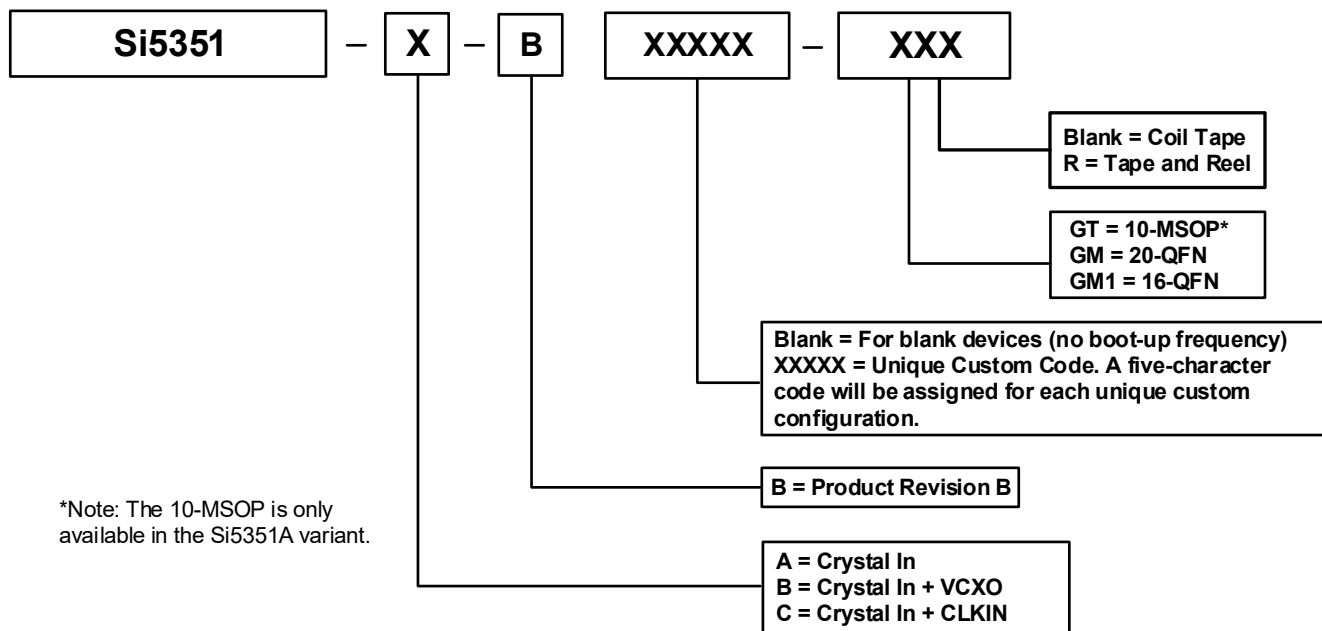 Si5351 – X – B XXXXX – XXX
Blank = Coil Tape
R = Tape and Reel
GT = 10-MSOP*
GM = 20-QFN
GM1 = 16-QFN
Blank = For blank devices (no boot-up frequency)
XXXXX = Unique Custom Code. A five-character
code will be assigned for each unique custom
configuration.
B = Product Revision B
*Note: The 10-MSOP is only
available in the Si5351A variant.
A = Crystal In
B = Crystal In + VCXO
C = Crystal In + CLKIN